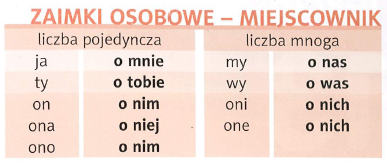 ZAIMKI OSOBOWE – MIEJSCOWNIK
liczba pojedyncza liczba mnoga
ja o mnie my o nas
ty o tobie wy o was
on o nim oni o nich
ona o niej one o nich
ono o nim